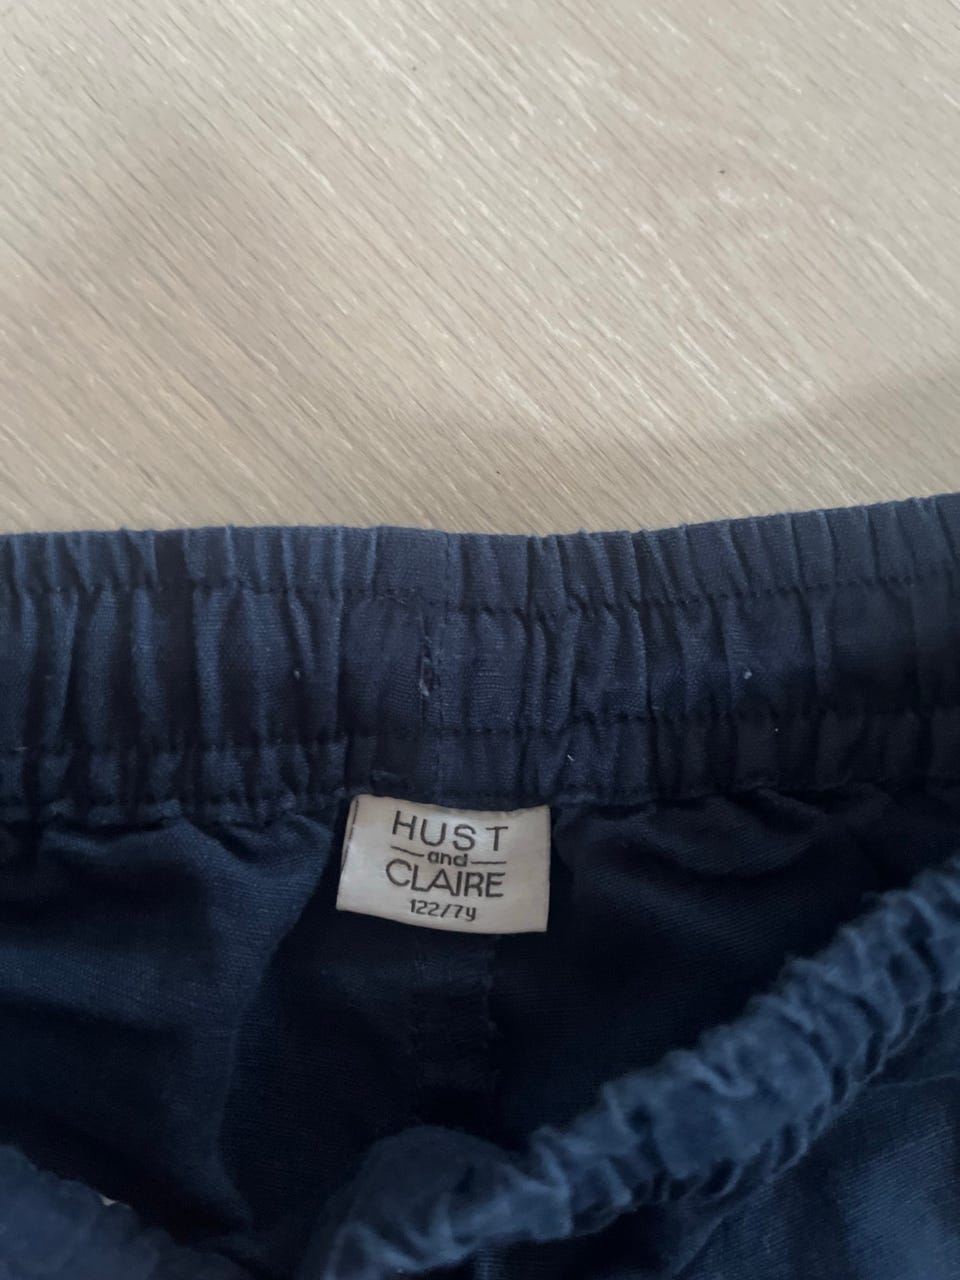 HUST
and
CLAIRE
122/7y